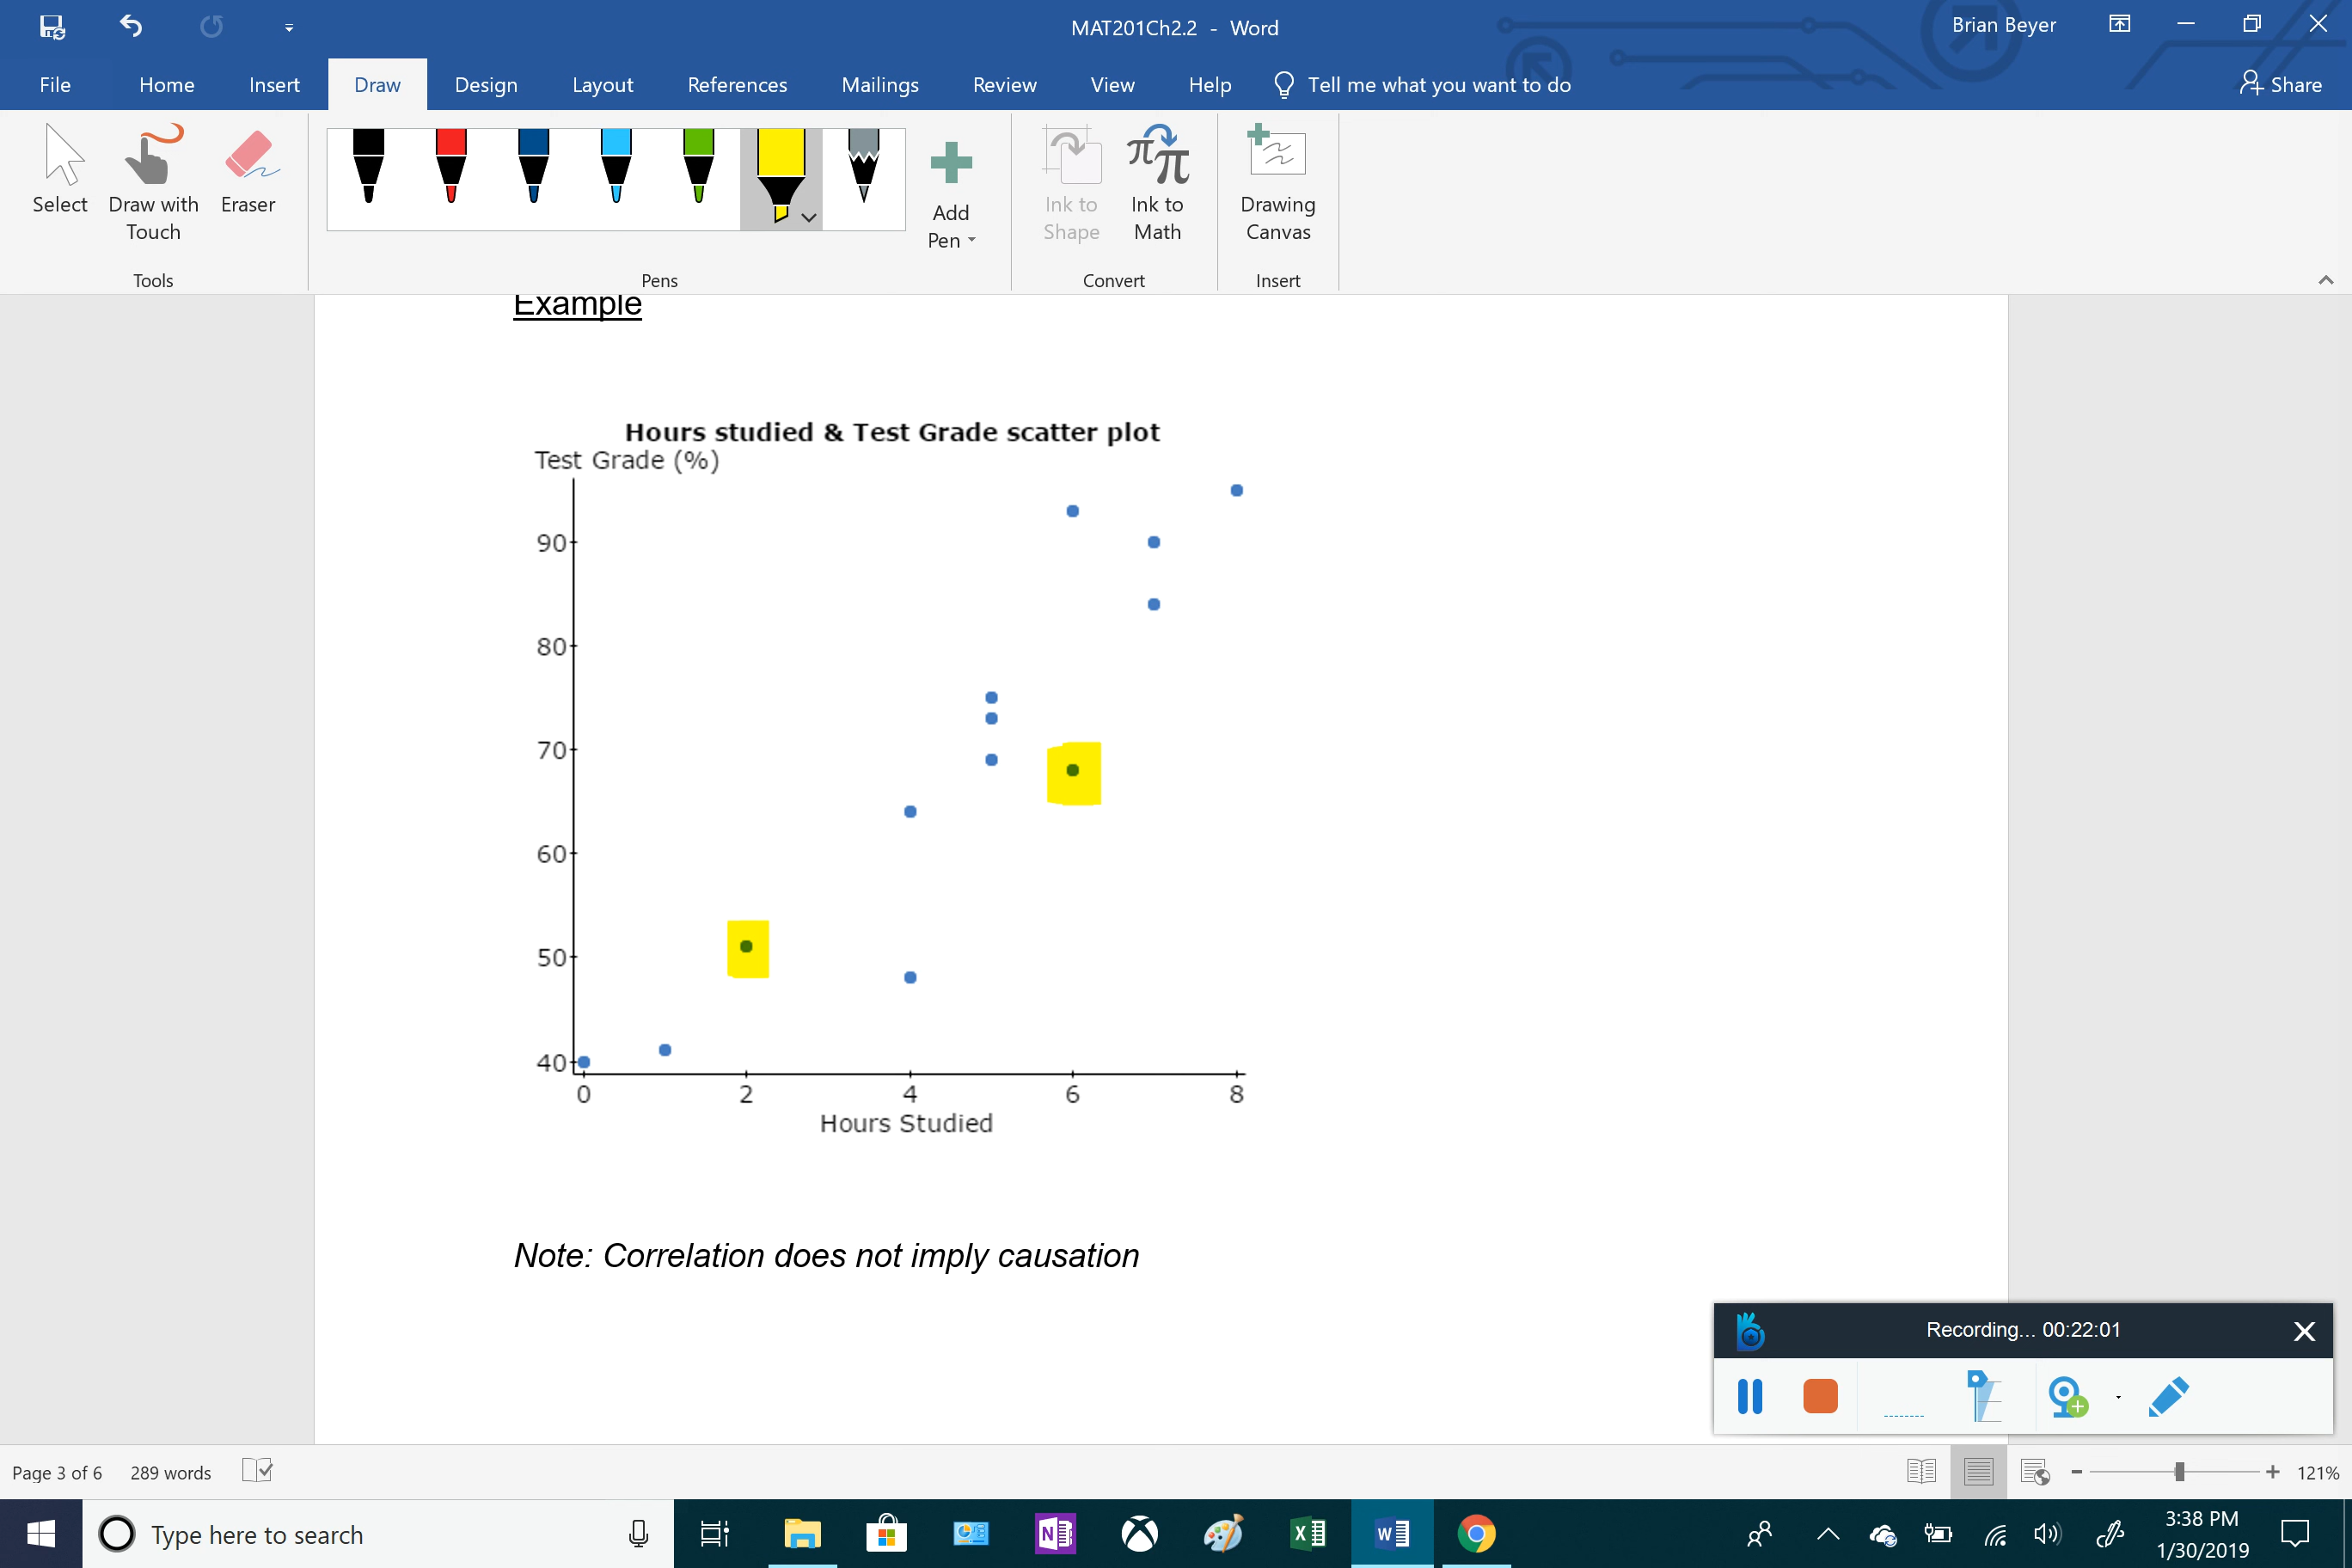 MAT201Ch2.2 - Word
Brian Beyer
File Home Insert Draw Design Layout References Mailings Review View Help Tell me what you want to do Share
Select
Draw with
Touch
Eraser
Tools
Pens
Add
Pen
Ink to
Shape
Ink to
Math
Convert
Drawing
Canvas
Insert
Example
Hours studied & Test Grade scatter plot
Test Grade (%)
90
80
70
60
50
40
0 2 4 6 8
Hours Studied
Note: Correlation does not imply causation
Recording... 00:22:01
Page 3 of 6 289 words
121%
Type here to search
3:38 PM
1/30/2019